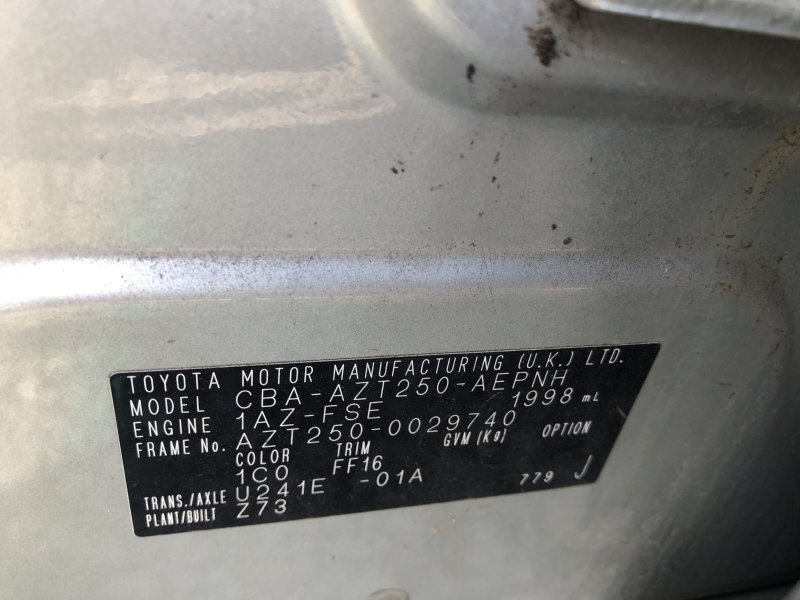 TOYOTA MOTOR MANUFACTURING (U.K.) LTD.
MODEL CBA-AZT250-AEPNH
ENGINE 1AZ-FSE 1998 mL
FRAME No. AZT250-0029740
COLOR TRIM GVM (Kg) OPTION
1C0 FF16
TRANS./AXLE U241E -01A 779 J
PLANT/BUILT Z73